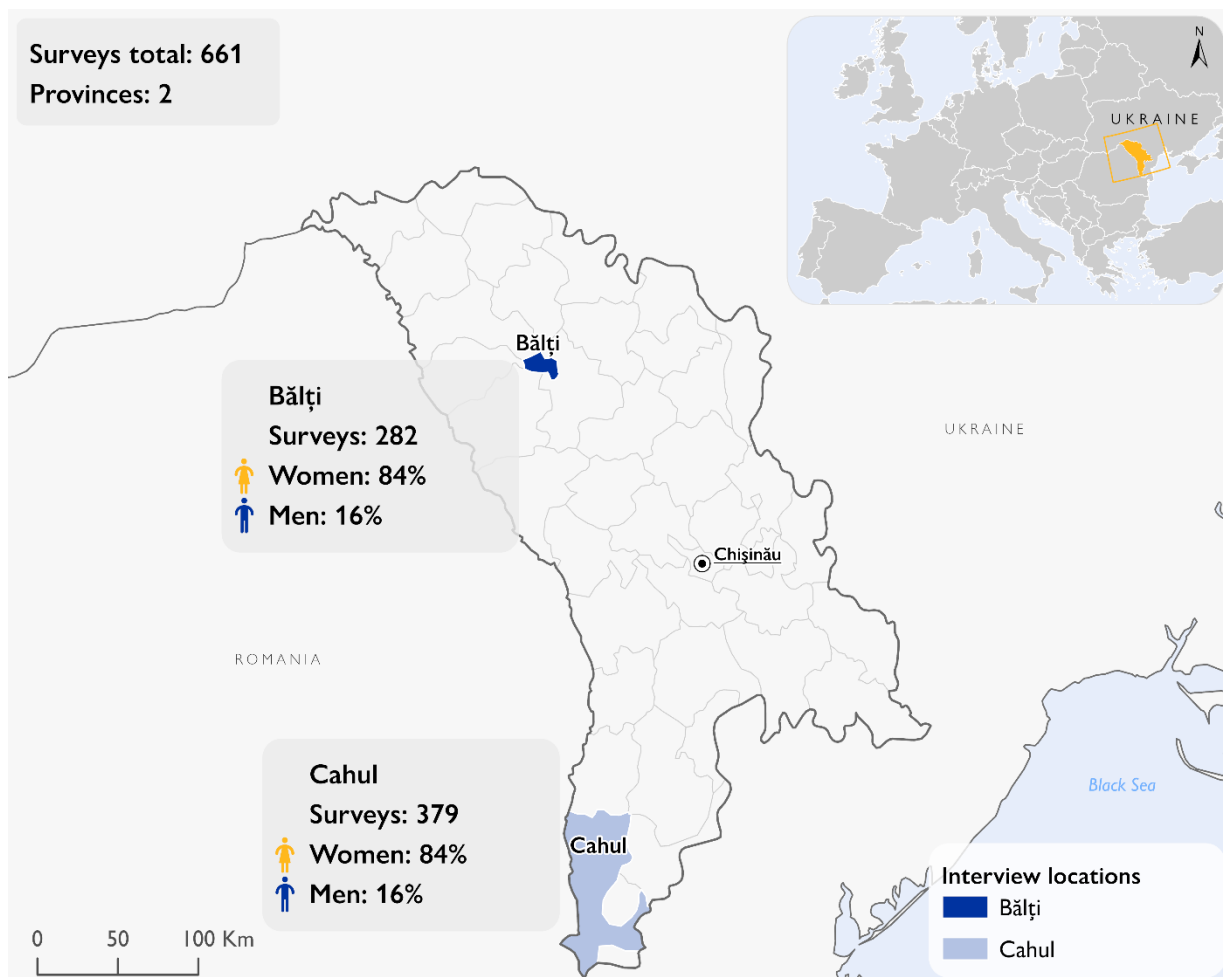 Surveys total: 661
Provinces: 2
N
UKRAINE
Bălți
Bălți
Surveys: 282
Women: 84%
Men: 16%
UKRAINE
Chişinău
ROMANIA
Cahul
Surveys: 379
Women: 84%
Men: 16%
Cahul
Black Sea
Interview locations
Bălți
Cahul
0 50 100 Km